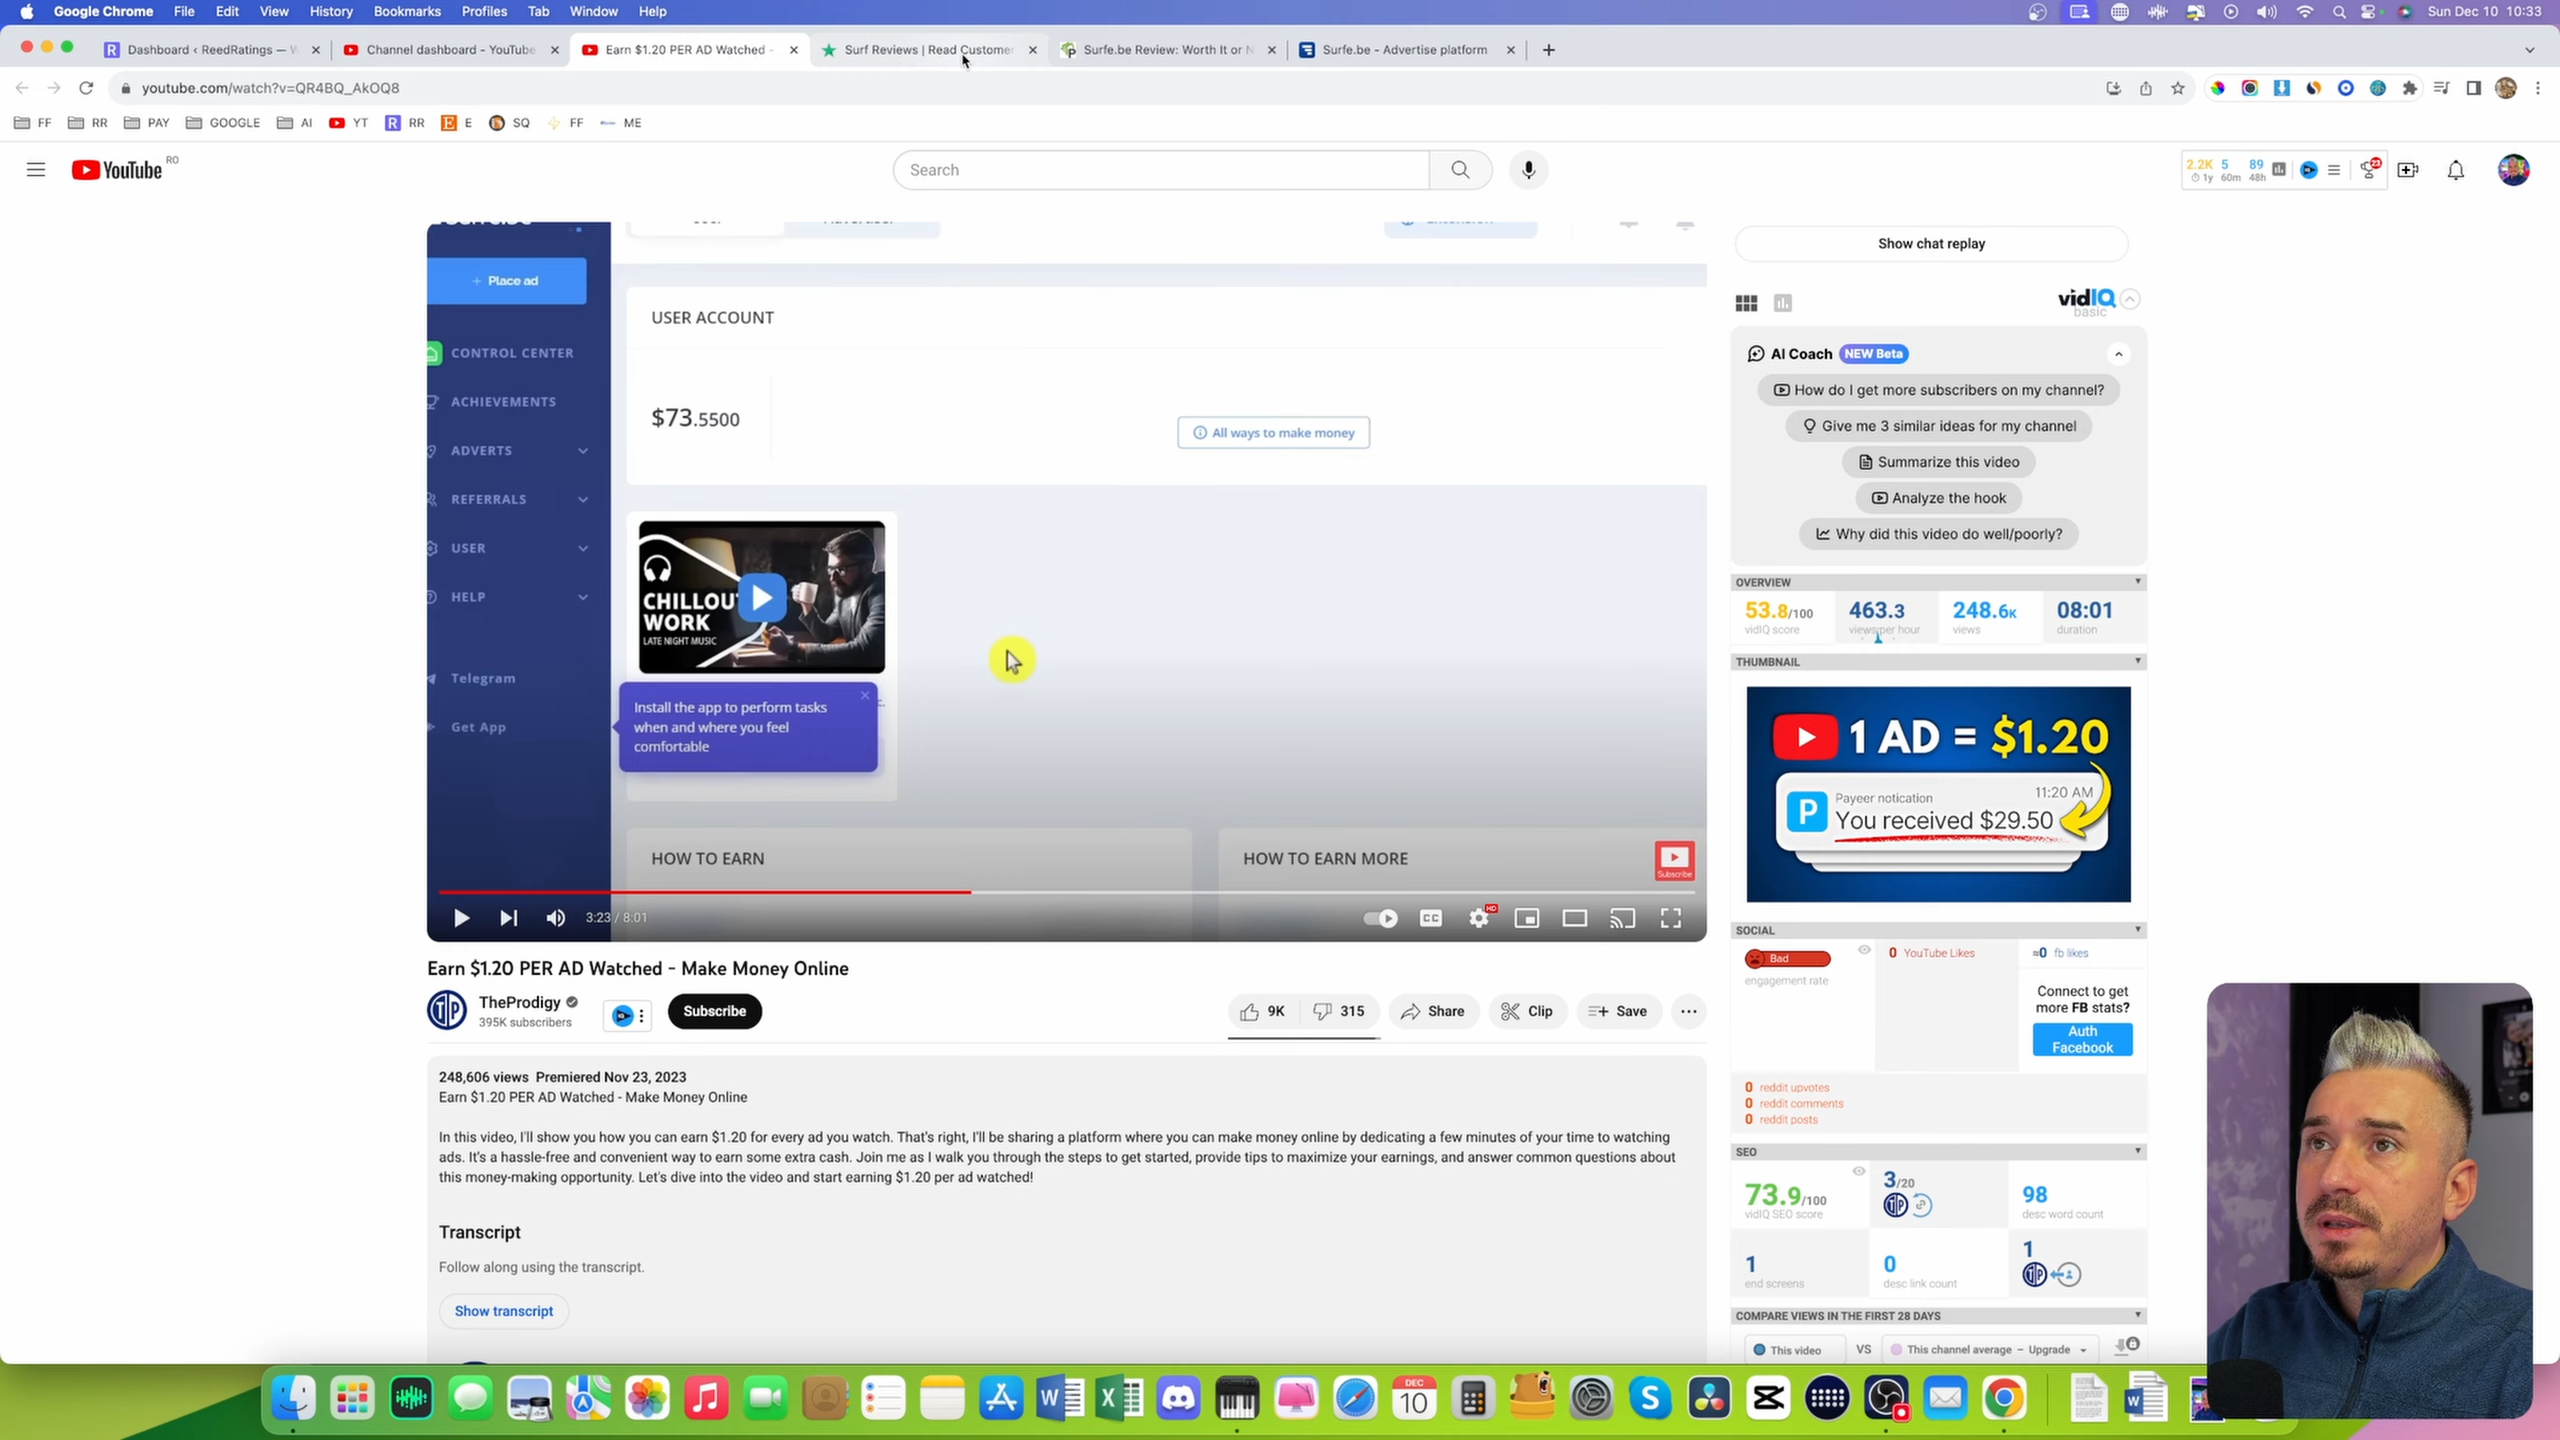 Google Chrome File Edit View History Bookmarks Profiles Tab Window Help
Sun Dec 10 10:33
Dashboard ‹ ReedRatings — W
Channel dashboard - YouTube
Earn $1.20 PER AD Watched -
Surf Reviews | Read Customer
Surfe.be Review: Worth It or N
Surfe.be - Advertise platform
youtube.com/watch?v=QR4BQ_AkOQ8
FF RR PAY GOOGLE AI YT RR E SQ FF ME
YouTube RO
Search
2.2K 5 89
1y 60m 48h
23
Place ad
CONTROL CENTER
ACHIEVEMENTS
ADVERTS
REFERRALS
USER
HELP
Telegram
Get App
USER ACCOUNT
$73.5500
All ways to make money
CHILLOUT
WORK
LATE NIGHT MUSIC
Install the app to perform tasks
when and where you feel
comfortable
HOW TO EARN
HOW TO EARN MORE
Subscribe
3:23 / 8:01
CC
HD
Earn $1.20 PER AD Watched - Make Money Online
TheProdigy
395K subscribers
Subscribe
9K 315 Share Clip Save
248,606 views Premiered Nov 23, 2023
Earn $1.20 PER AD Watched - Make Money Online
In this video, I'll show you how you can earn $1.20 for every ad you watch. That's right, I'll be sharing a platform where you can make money online by dedicating a few minutes of your time to watching
ads. It's a hassle-free and convenient way to earn some extra cash. Join me as I walk you through the steps to get started, provide tips to maximize your earnings, and answer common questions about
this money-making opportunity. Let's dive into the video and start earning $1.20 per ad watched!
Transcript
Follow along using the transcript.
Show transcript
Show chat replay
vidIQ
basic
AI Coach NEW Beta
How do I get more subscribers on my channel?
Give me 3 similar ideas for my channel
Summarize this video
Analyze the hook
Why did this video do well/poorly?
OVERVIEW
53.8/100 463.3 248.6K 08:01
vidIQ score views per hour views duration
THUMBNAIL
1 AD = $1.20
Payeer notication 11:20 AM
You received $29.50
SOCIAL
Bad
engagement rate
0 YouTube Likes
≈0 fb likes
Connect to get
more FB stats?
Auth
Facebook
0 reddit upvotes
0 reddit comments
0 reddit posts
SEO
73.9/100
vidIQ SEO score
3/20
98
desc word count
1
end screens
0
desc link count
1
COMPARE VIEWS IN THE FIRST 28 DAYS
This video VS This channel average – Upgrade
DEC
10